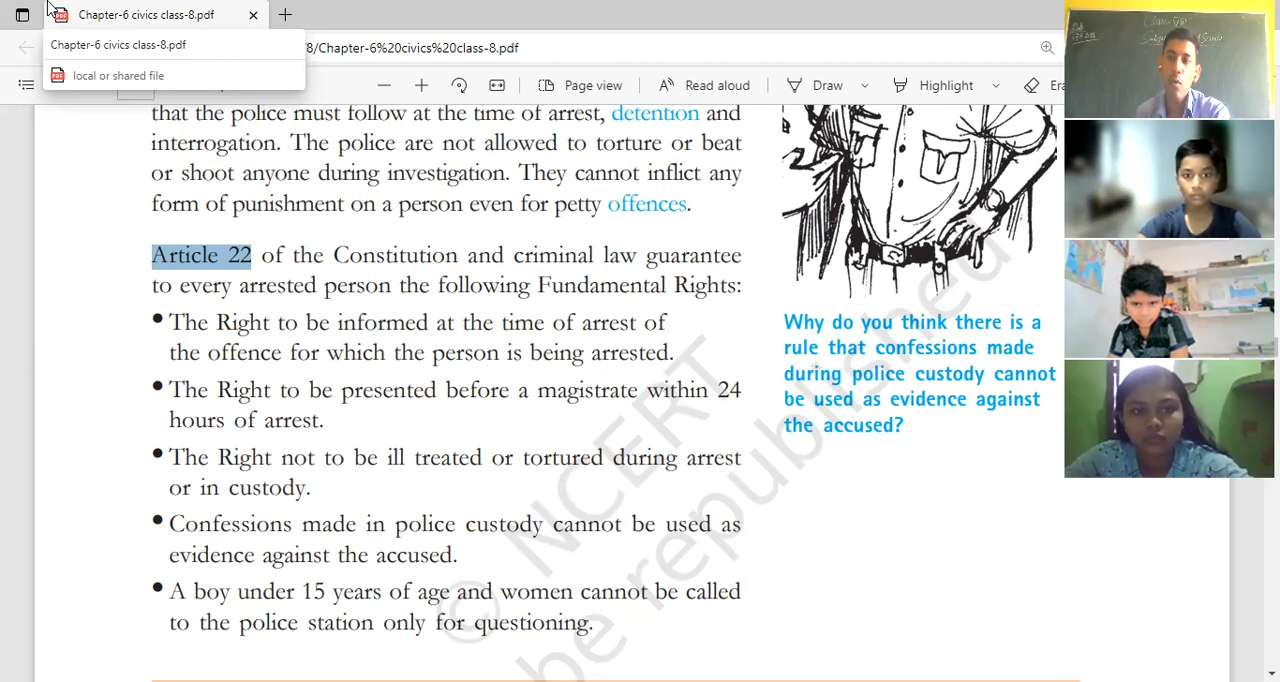 Chapter-6 civics class-8.pdf
Chapter-6 civics class-8.pdf
8/Chapter-6%20civics%20class-8.pdf
local or shared file
Page view
Read aloud
Draw
Highlight
Era
that the police must follow at the time of arrest, detention and
interrogation. The police are not allowed to torture or beat
or shoot anyone during investigation. They cannot inflict any
form of punishment on a person even for petty offences.
Article 22 of the Constitution and criminal law guarantee
to every arrested person the following Fundamental Rights:
• The Right to be informed at the time of arrest of
the offence for which the person is being arrested.
• The Right to be presented before a magistrate within 24
hours of arrest.
• The Right not to be ill treated or tortured during arrest
or in custody.
• Confessions made in police custody cannot be used as
evidence against the accused.
• A boy under 15 years of age and women cannot be called
to the police station only for questioning.
Why do you think there is a
rule that confessions made
during police custody cannot
be used as evidence against
the accused?
© NCERT
be republished